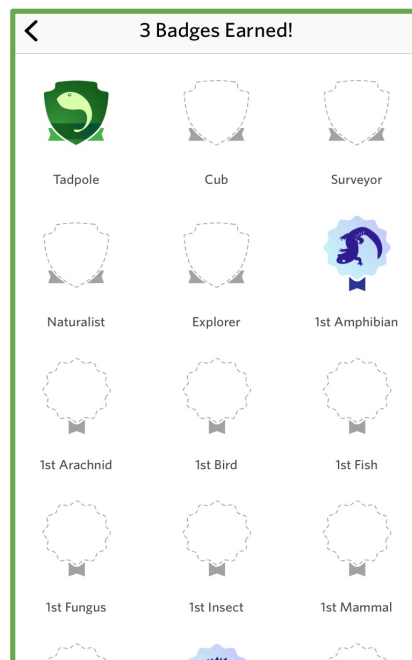 3 Badges Earned!
Tadpole
Cub
Surveyor
Naturalist
Explorer
1st Amphibian
1st Arachnid
1st Bird
1st Fish
1st Fungus
1st Insect
1st Mammal